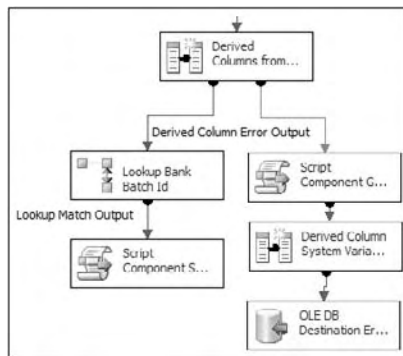 Derived
Columns from...
Derived Column Error Output
Lookup Bank
Batch Id
Script
Component G...
Lookup Match Output
Script
Component S...
Derived Column
System Varia...
OLE DB
Destination Er...